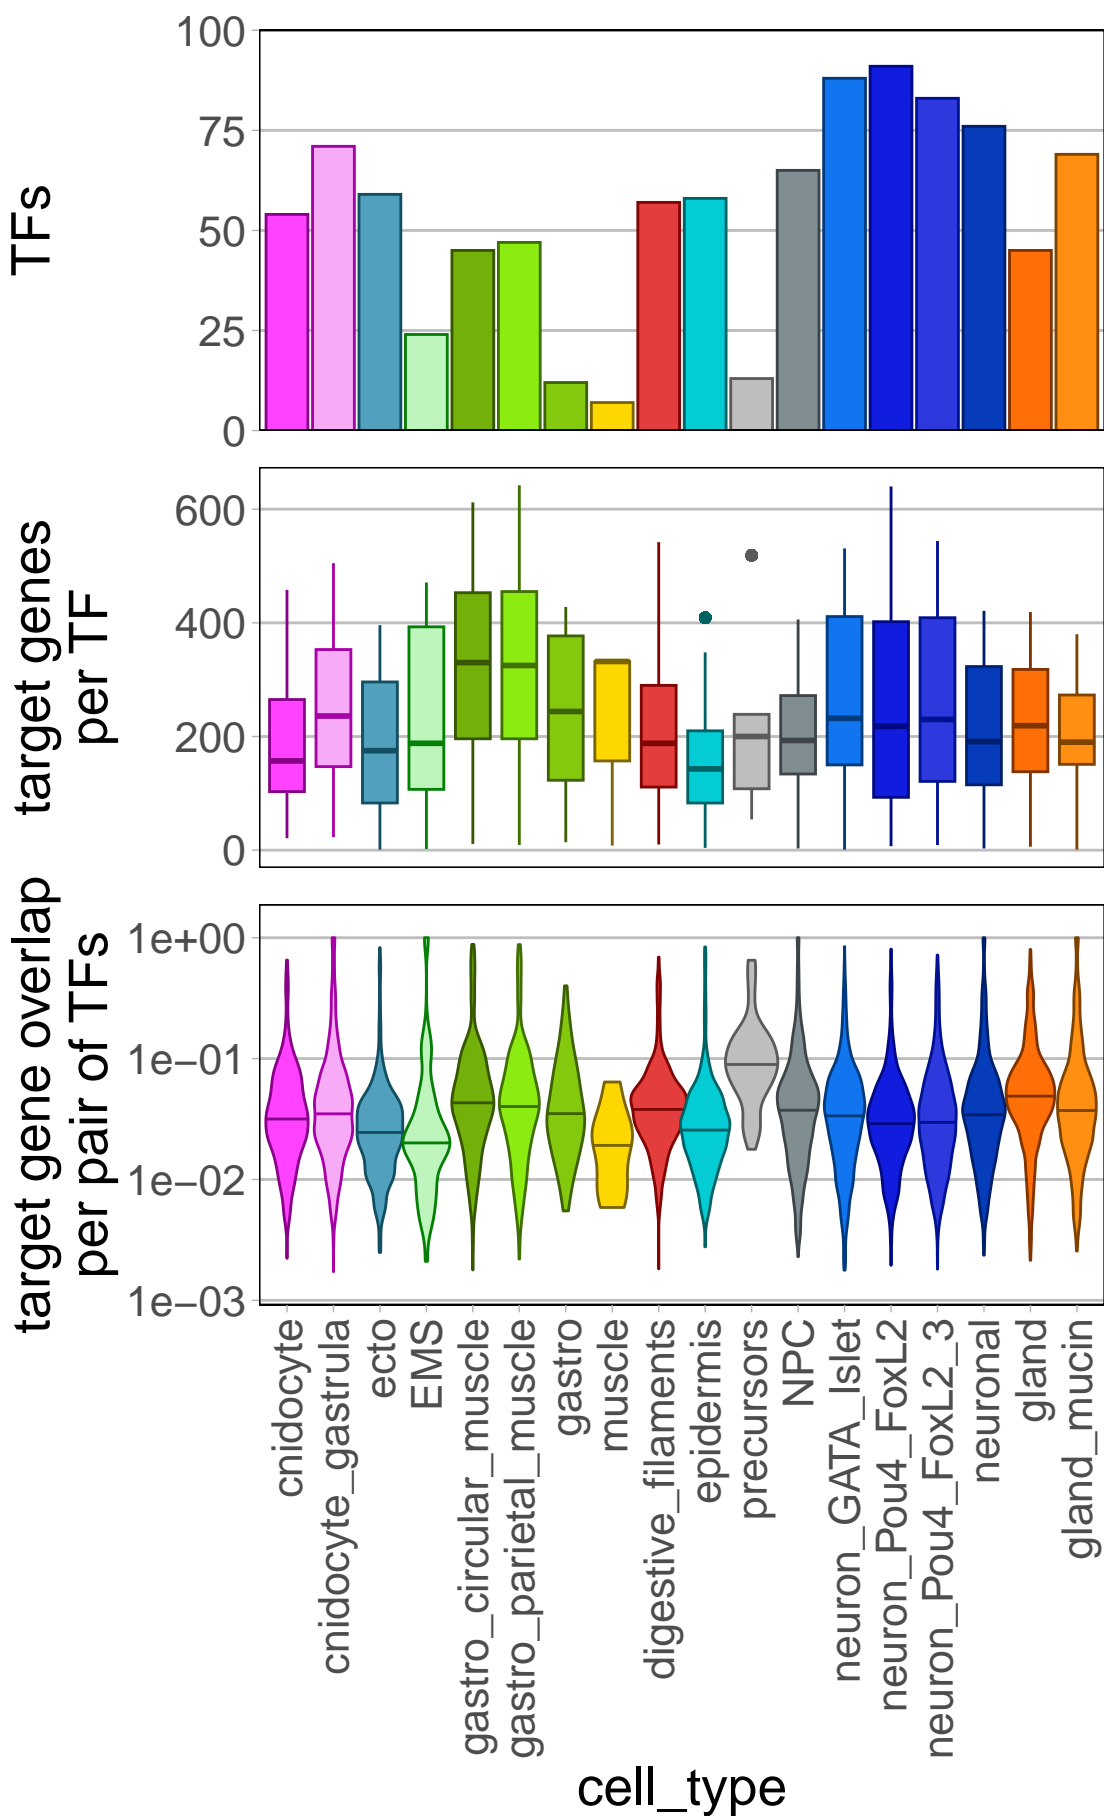 TFs
100
75
50
25
0
target genes
per TF
600
400
200
0
target gene overlap
per pair of TFs
1e+00
1e−01
1e−02
1e−03
cnidocyte
cnidocyte_gastrula
ecto
EMS
gastro_circular_muscle
gastro_parietal_muscle
gastro
muscle
digestive_filaments
epidermis
precursors
NPC
neuron_GATA_Islet
neuron_Pou4_FoxL2
neuron_Pou4_FoxL2_3
neuronal
gland
gland_mucin
cell_type